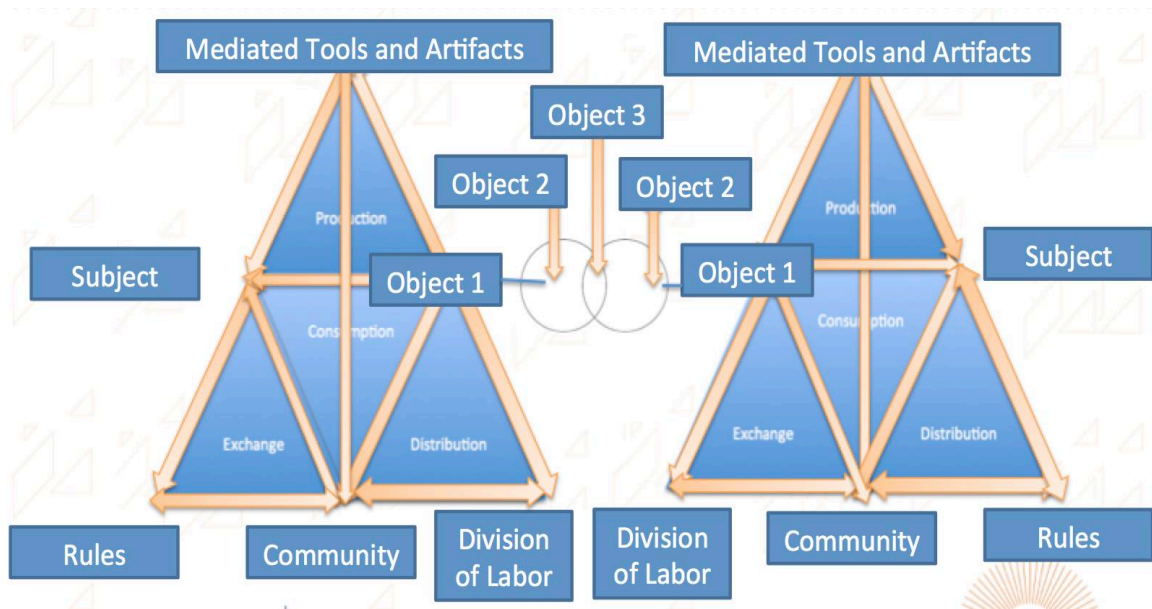 Mediated Tools and Artifacts
Mediated Tools and Artifacts
Object 3
Object 2
Object 2
Production
Production
Subject
Object 1
Object 1
Subject
Consumption
Consumption
Exchange
Distribution
Exchange
Distribution
Rules
Community
Division
of Labor
Division
of Labor
Community
Rules